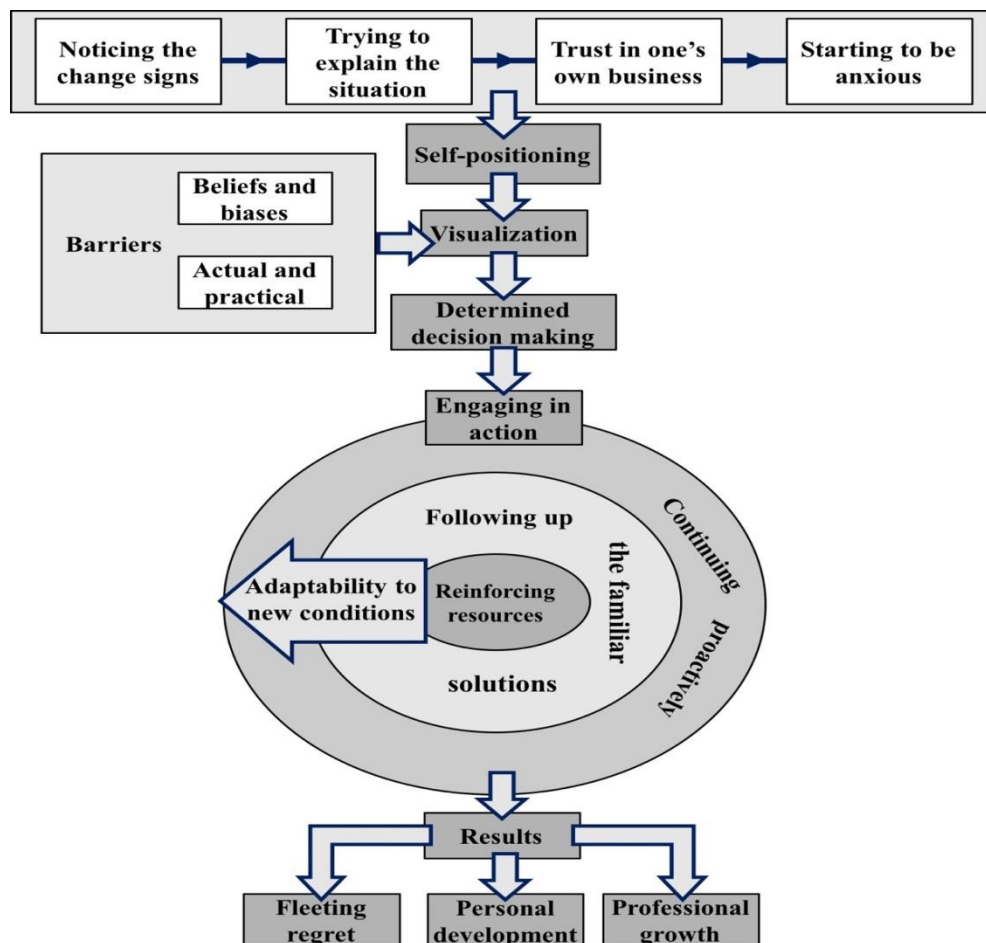 Noticing the
change signs
Trying to
explain the
situation
Trust in one's
own business
Starting to be
anxious
Self-positioning
Barriers
Beliefs and
biases
Actual and
practical
Visualization
Determined
decision making
Engaging in
action
Continuing
proactively
Following up
the familiar
solutions
Reinforcing
resources
Adaptability to
new conditions
Results
Fleeting
regret
Personal
development
Professional
growth